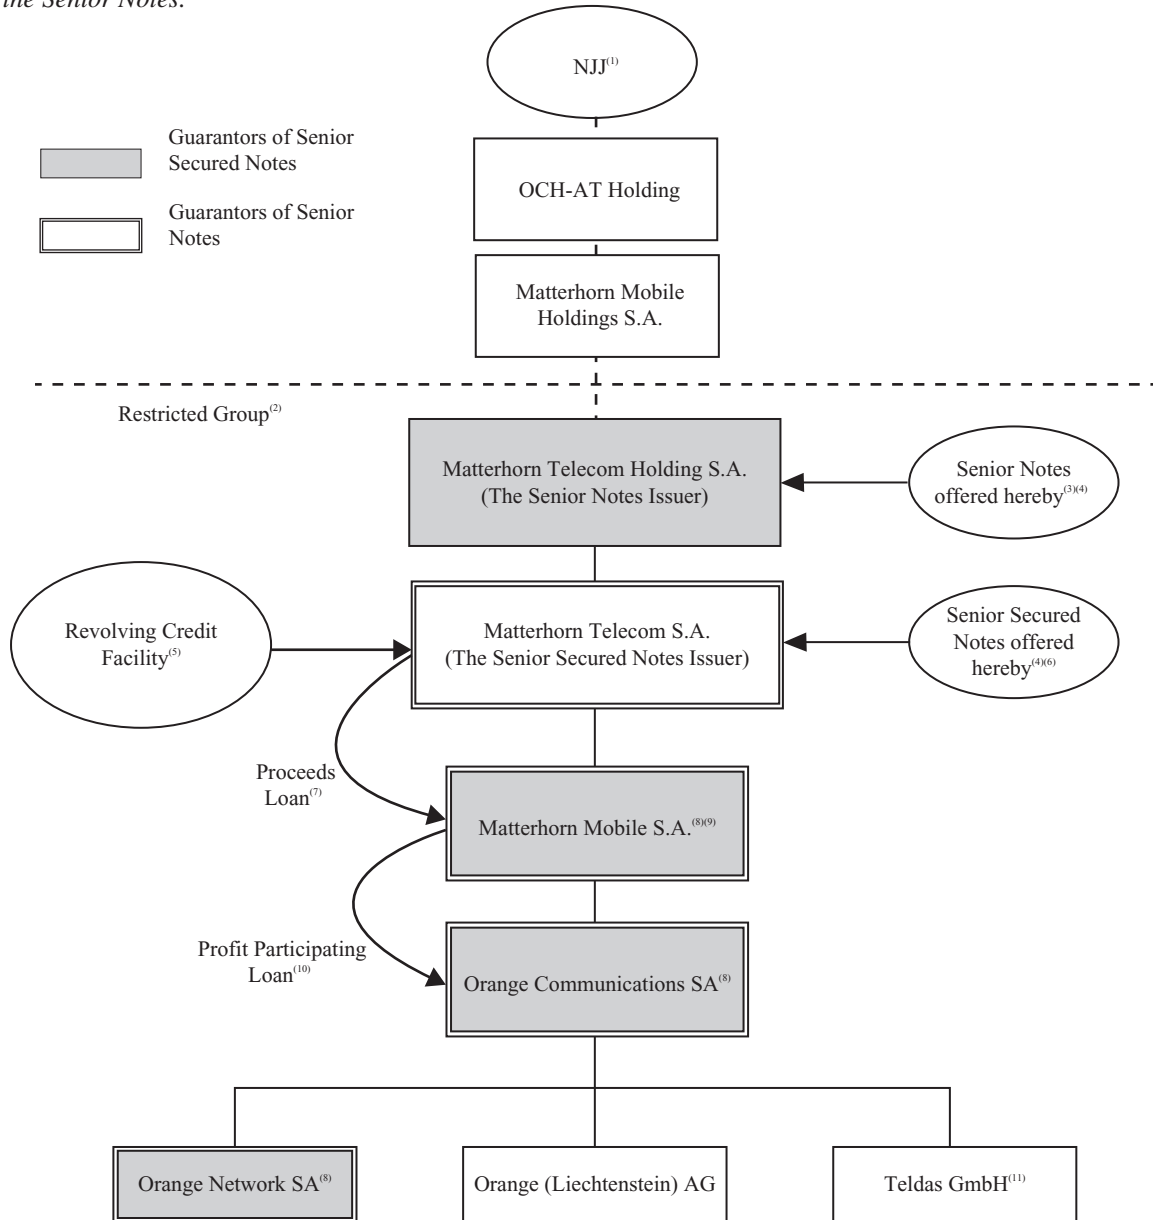 the Senior Notes.
NJJ(1)
Guarantors of Senior
Secured Notes
OCH-AT Holding
Guarantors of Senior
Notes
Matterhorn Mobile
Holdings S.A.
Restricted Group(2)
Matterhorn Telecom Holding S.A.
(The Senior Notes Issuer)
Senior Notes
offered hereby(3)(4)
Revolving Credit
Facility(5)
Matterhorn Telecom S.A.
(The Senior Secured Notes Issuer)
Senior Secured
Notes offered
hereby(4)(6)
Proceeds
Loan(7)
Matterhorn Mobile S.A.(8)(9)
Profit Participating
Loan(10)
Orange Communications SA(8)
Orange Network SA(8)
Orange (Liechtenstein) AG
Teldas GmbH(11)